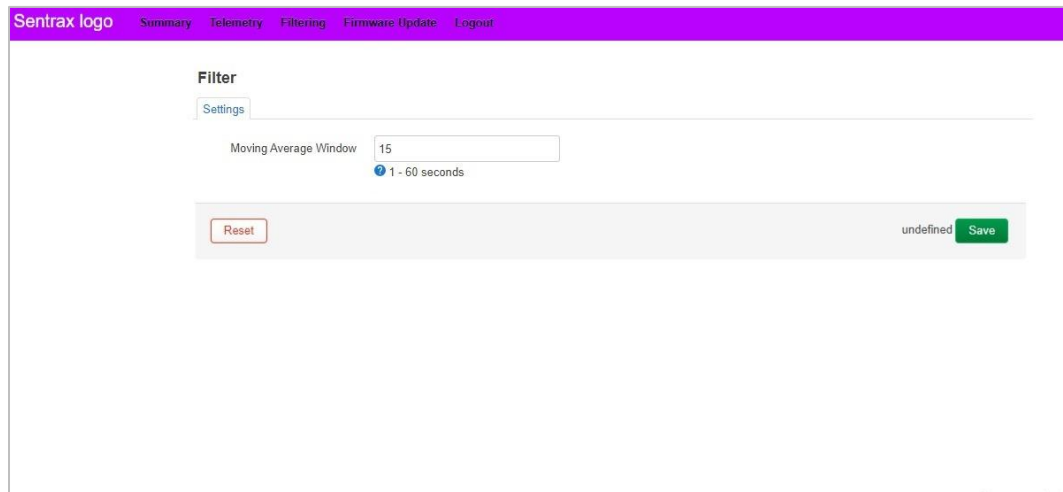 Sentrax logo Summary Telemetry Filtering Firmware Update Logout
Filter
Settings
Moving Average Window 15
? 1 - 60 seconds
Reset undefined Save